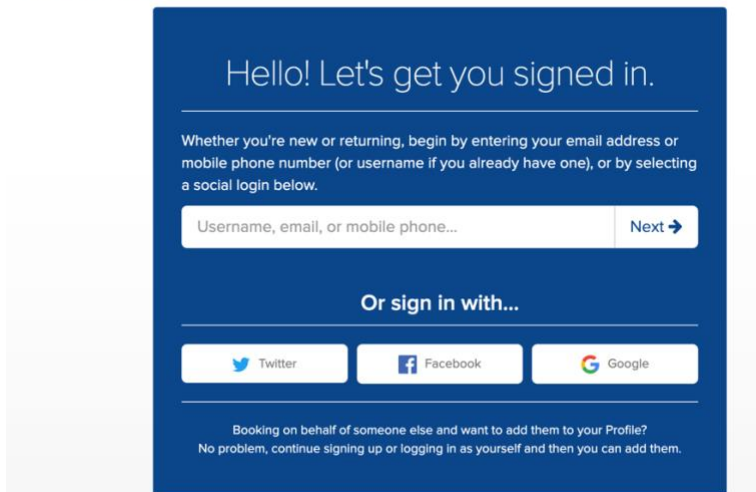 Hello! Let's get you signed in.
Whether you're new or returning, begin by entering your email address or
mobile phone number (or username if you already have one), or by selecting
a social login below.
Username, email, or mobile phone...
Next
Or sign in with...
Twitter
Facebook
Google
Booking on behalf of someone else and want to add them to your Profile?
No problem, continue signing up or logging in as yourself and then you can add them.